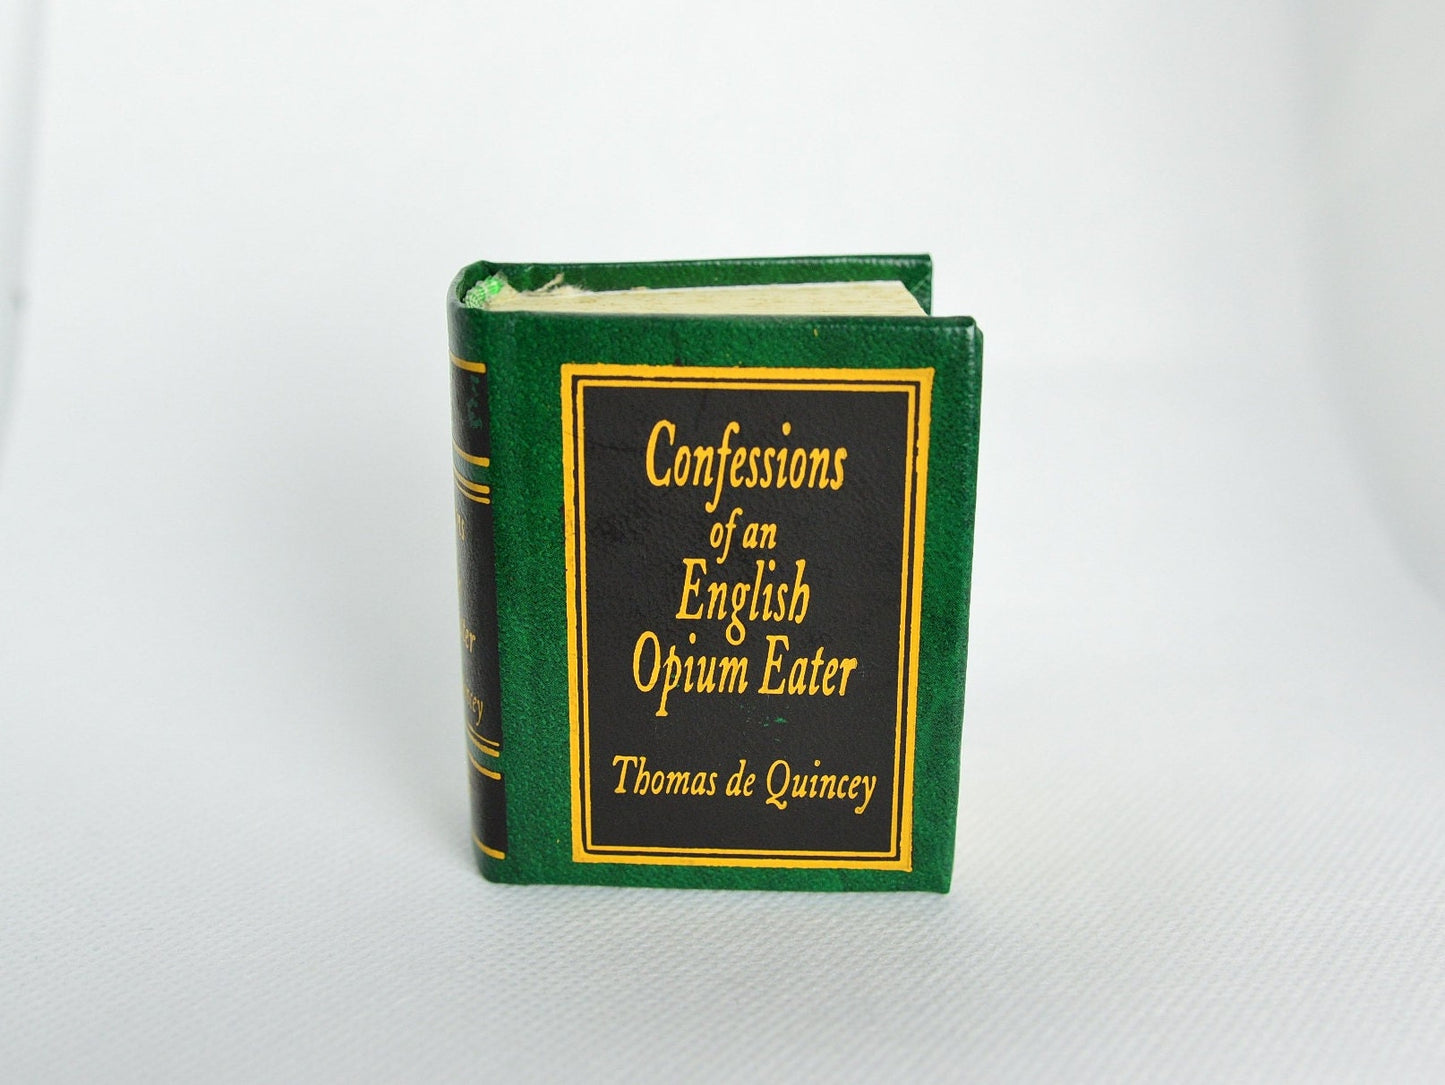 Confessions
of an
English
Opium Eater
Thomas de Quincey